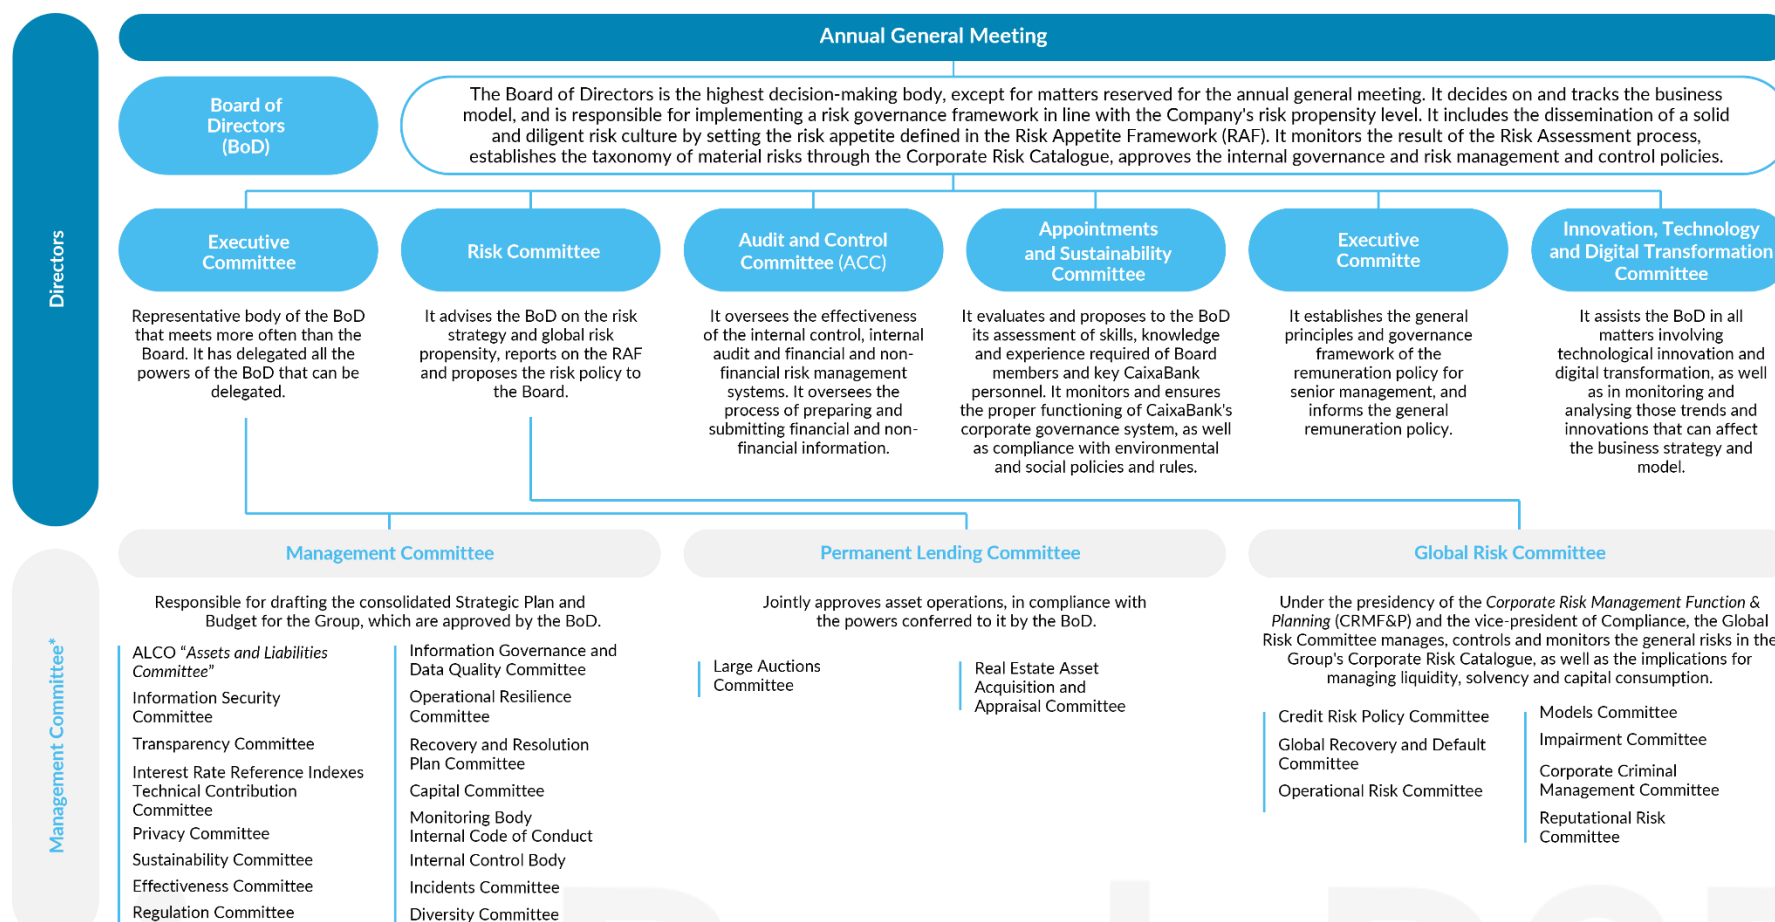 Annual General Meeting
Directors
Board of
Directors
(BoD)
The Board of Directors is the highest decision-making body, except for matters reserved for the annual general meeting. It decides on and tracks the business
model, and is responsible for implementing a risk governance framework in line with the Company's risk propensity level. It includes the dissemination of a solid
and diligent risk culture by setting the risk appetite defined in the Risk Appetite Framework (RAF). It monitors the result of the Risk Assessment process,
establishes the taxonomy of material risks through the Corporate Risk Catalogue, approves the internal governance and risk management and control policies.
Executive
Committee
Representative body of the BoD
that meets more often than the
Board. It has delegated all the
powers of the BoD that can be
delegated.
Risk Committee
It advises the BoD on the risk
strategy and global risk
propensity, reports on the RAF
and proposes the risk policy to
the Board.
Audit and Control
Committee (ACC)
It oversees the effectiveness
of the internal control, internal
audit and financial and non-
financial risk management
systems. It oversees the
process of preparing and
submitting financial and non-
financial information.
Appointments
and Sustainability
Committee
It evaluates and proposes to the BoD
its assessment of skills, knowledge
and experience required of Board
members and key CaixaBank
personnel. It monitors and ensures
the proper functioning of CaixaBank's
corporate governance system, as well
as compliance with environmental
and social policies and rules.
Executive
Committe
It establishes the general
principles and governance
framework of the
remuneration policy for
senior management, and
informs the general
remuneration policy.
Innovation, Technology
and Digital Transformation
Committee
It assists the BoD in all
matters involving
technological innovation and
digital transformation, as well
as in monitoring and
analysing those trends and
innovations that can affect
the business strategy and
model.
Management Committee*
Management Committee
Responsible for drafting the consolidated Strategic Plan and
Budget for the Group, which are approved by the BoD.
ALCO "Assets and Liabilities
Committee"
Information Security
Committee
Transparency Committee
Interest Rate Reference Indexes
Technical Contribution
Committee
Privacy Committee
Sustainability Committee
Effectiveness Committee
Regulation Committee
Information Governance and
Data Quality Committee
Operational Resilience
Committee
Recovery and Resolution
Plan Committee
Capital Committee
Monitoring Body
Internal Code of Conduct
Internal Control Body
Incidents Committee
Diversity Committee
Permanent Lending Committee
Jointly approves asset operations, in compliance with
the powers conferred to it by the BoD.
Large Auctions
Committee
Real Estate Asset
Acquisition and
Appraisal Committee
Global Risk Committee
Under the presidency of the Corporate Risk Management Function &
Planning (CRMF&P) and the vice-president of Compliance, the Global
Risk Committee manages, controls and monitors the general risks in the
Group's Corporate Risk Catalogue, as well as the implications for
managing liquidity, solvency and capital consumption.
Credit Risk Policy Committee
Global Recovery and Default
Committee
Operational Risk Committee
Models Committee
Impairment Committee
Corporate Criminal
Management Committee
Reputational Risk
Committee